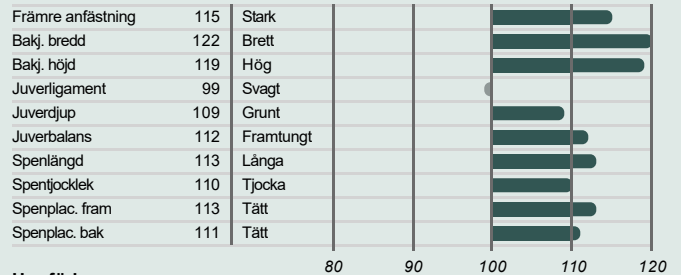 Främre anfästning 115 Stark
Bakj. bredd 122 Brett
Bakj. höjd 119 Hög
Juverligament 99 Svagt
Juverdjup 109 Grunt
Juverbalans 112 Framtungt
Spenlängd 113 Långa
Spentjocklek 110 Tjocka
Spenplac. fram 113 Tätt
Spenplac. bak 111 Tätt
80 90 100 110 120